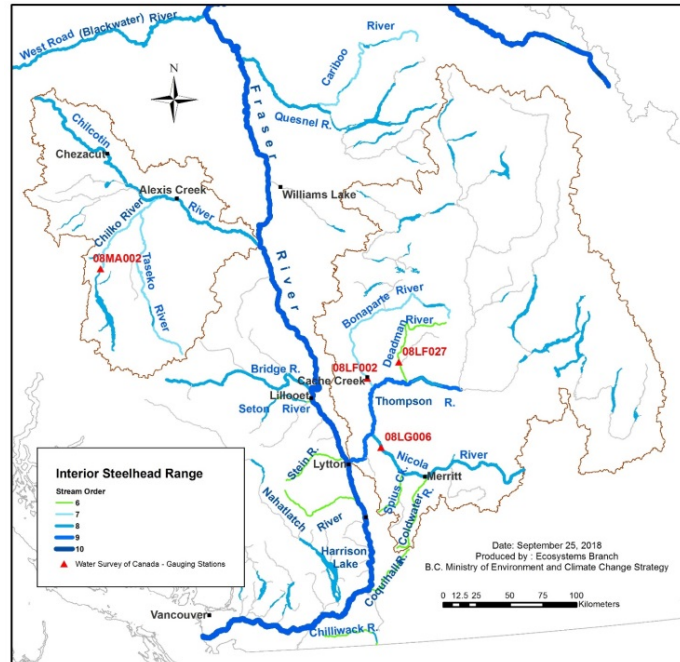 West Road (Blackwater) River
River
Cariboo
Fraser
River
Quesnel R.
N
Chilcotin
River
Chezacut
Alexis Creek
Williams Lake
Chilko River
08MA002
Taseko
River
Bonaparte River
Deadman
River
08LF027
08LF002
Cache Creek
Bridge R.
Lillooet
Seton River
Thompson
R.
08LG006
Nicola River
Lytton
Merritt
Stein R.
Spius Ck.
Coldwater
R.
Nahatlatch
River
Harrison
Lake
Coquihalla R.
Vancouver
Chilliwack R.
Interior Steelhead Range
Stream Order
6
7
8
9
10
Water Survey of Canada - Gauging Stations
Date: September 25, 2018
Produced by : Ecosystems Branch
B.C. Ministry of Environment and Climate Change Strategy
0 12.5 25 50 75 100
Kilometers